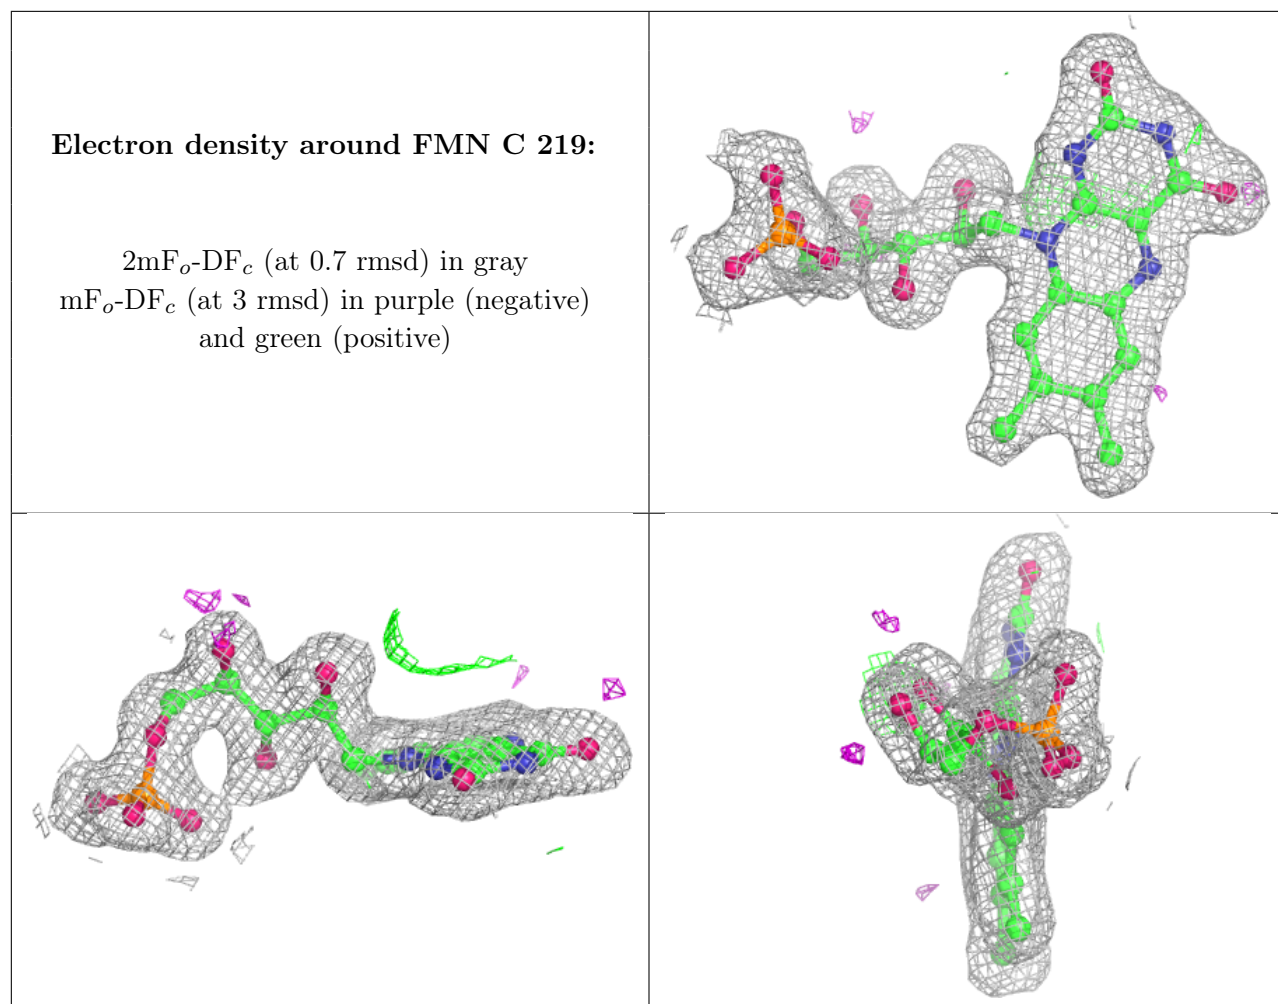 Electron density around FMN C 219:
2mFo-DFc (at 0.7 rmsd) in gray
mFo-DFc (at 3 rmsd) in purple (negative)
and green (positive)